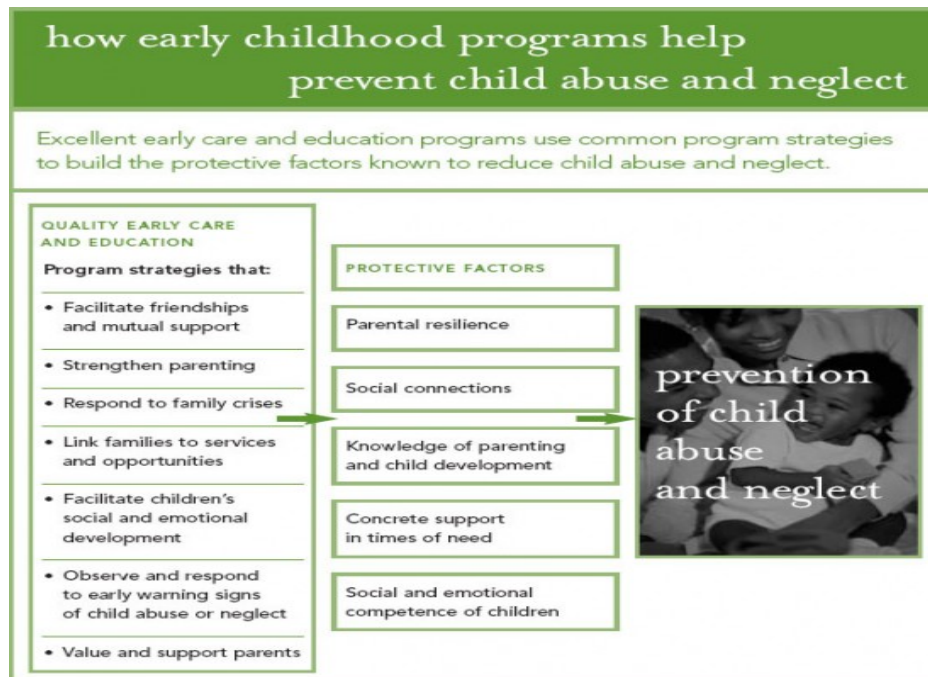 how early childhood programs help
prevent child abuse and neglect
Excellent early care and education programs use common program strategies
to build the protective factors known to reduce child abuse and neglect.
QUALITY EARLY CARE
AND EDUCATION
Program strategies that:
• Facilitate friendships
and mutual support
• Strengthen parenting
• Respond to family crises
• Link families to services
and opportunities
• Facilitate children's
social and emotional
development
• Observe and respond
to early warning signs
of child abuse or neglect
• Value and support parents
PROTECTIVE FACTORS
Parental resilience
Social connections
Knowledge of parenting
and child development
Concrete support
in times of need
Social and emotional
competence of children
prevention
of child
abuse
and neglect